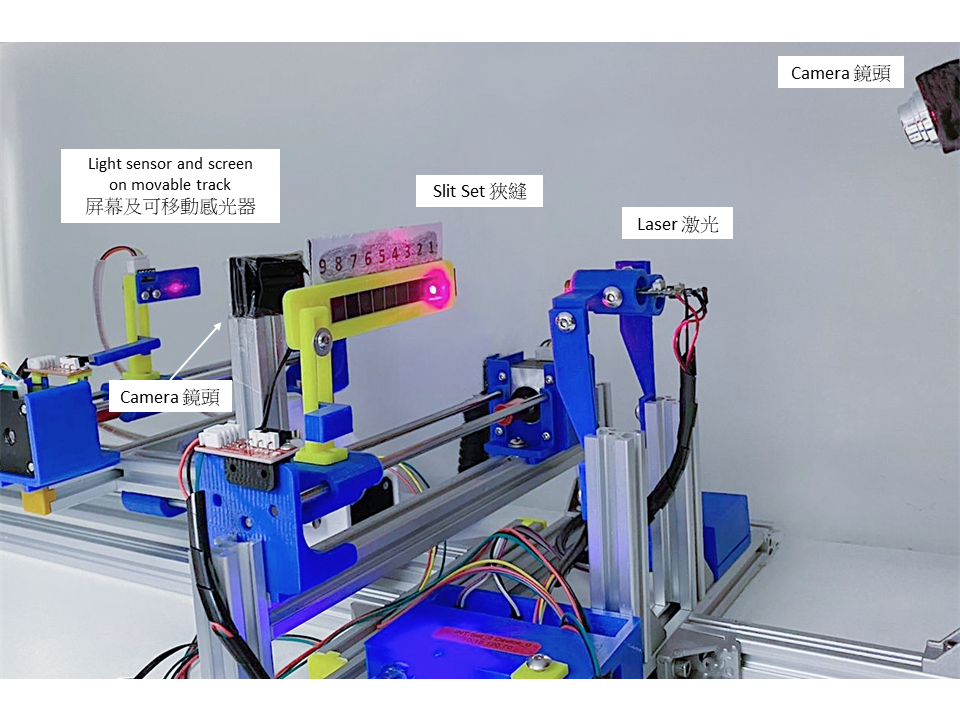 Camera 鏡頭
Light sensor and screen
on movable track
屏幕及可移動感光器
Slit Set 狹縫
Laser 激光
9 8 7 6 5 4 3 2 1
Camera 鏡頭